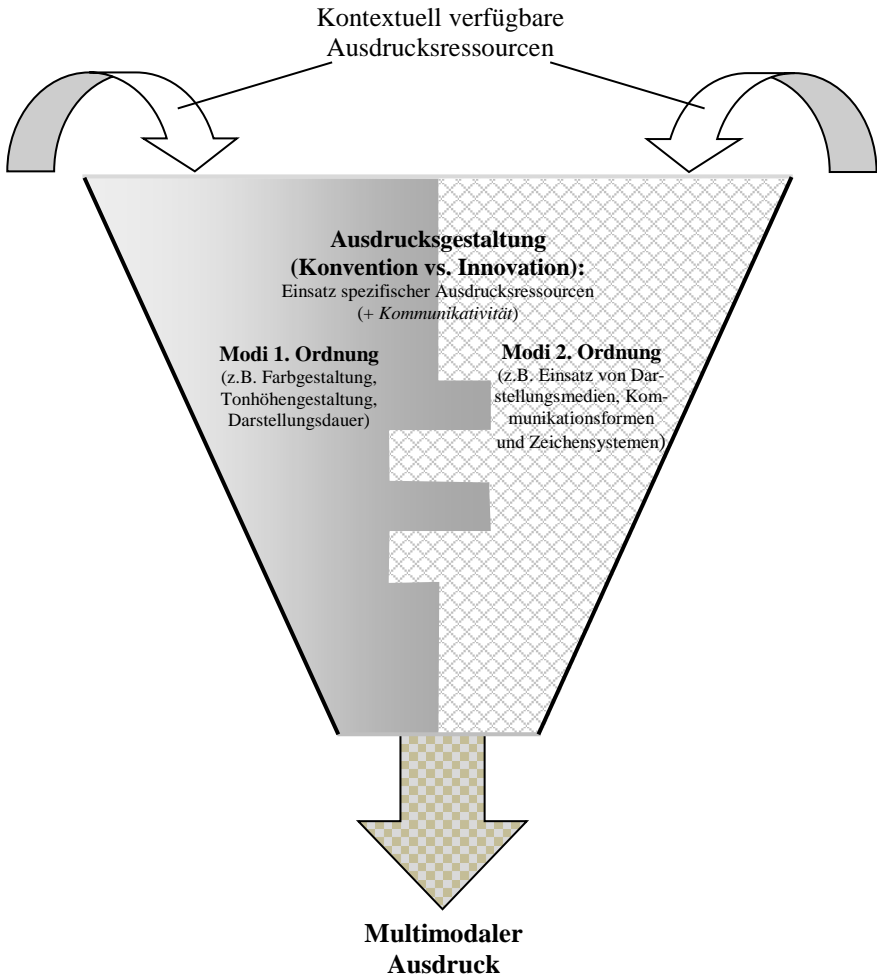 Kontextuell verfügbare
Ausdrucksressourcen
Ausdrucksgestaltung
(Konvention vs. Innovation):
Einsatz spezifischer Ausdrucksressourcen
(+ Kommunikativität)
Modi 1. Ordnung
(z.B. Farbgestaltung,
Tonhöhengestaltung,
Darstellungsdauer)
Modi 2. Ordnung
(z.B. Einsatz von Dar-
stellungsmedien, Kom-
munikationsformen
und Zeichensystemen)
Multimodaler
Ausdruck